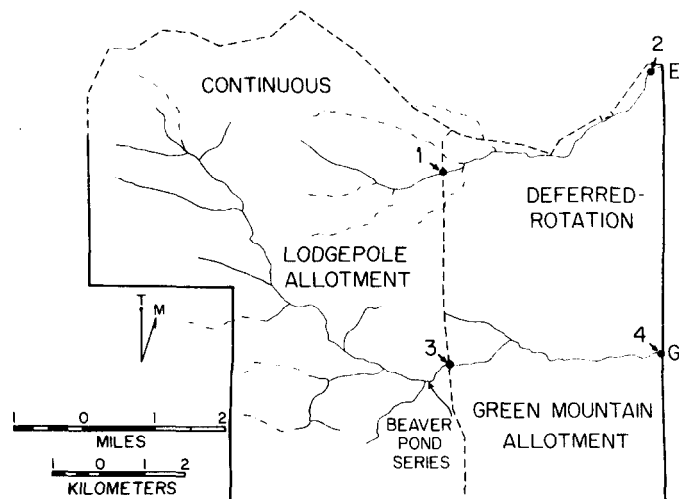 2
E
CONTINUOUS
1
DEFERRED-
ROTATION
LODGEPOLE
ALLOTMENT
T
M
3
4
G
GREEN MOUNTAIN
ALLOTMENT
BEAVER
POND
SERIES
1 0 1 2
MILES
1 0 1 2
KILOMETERS